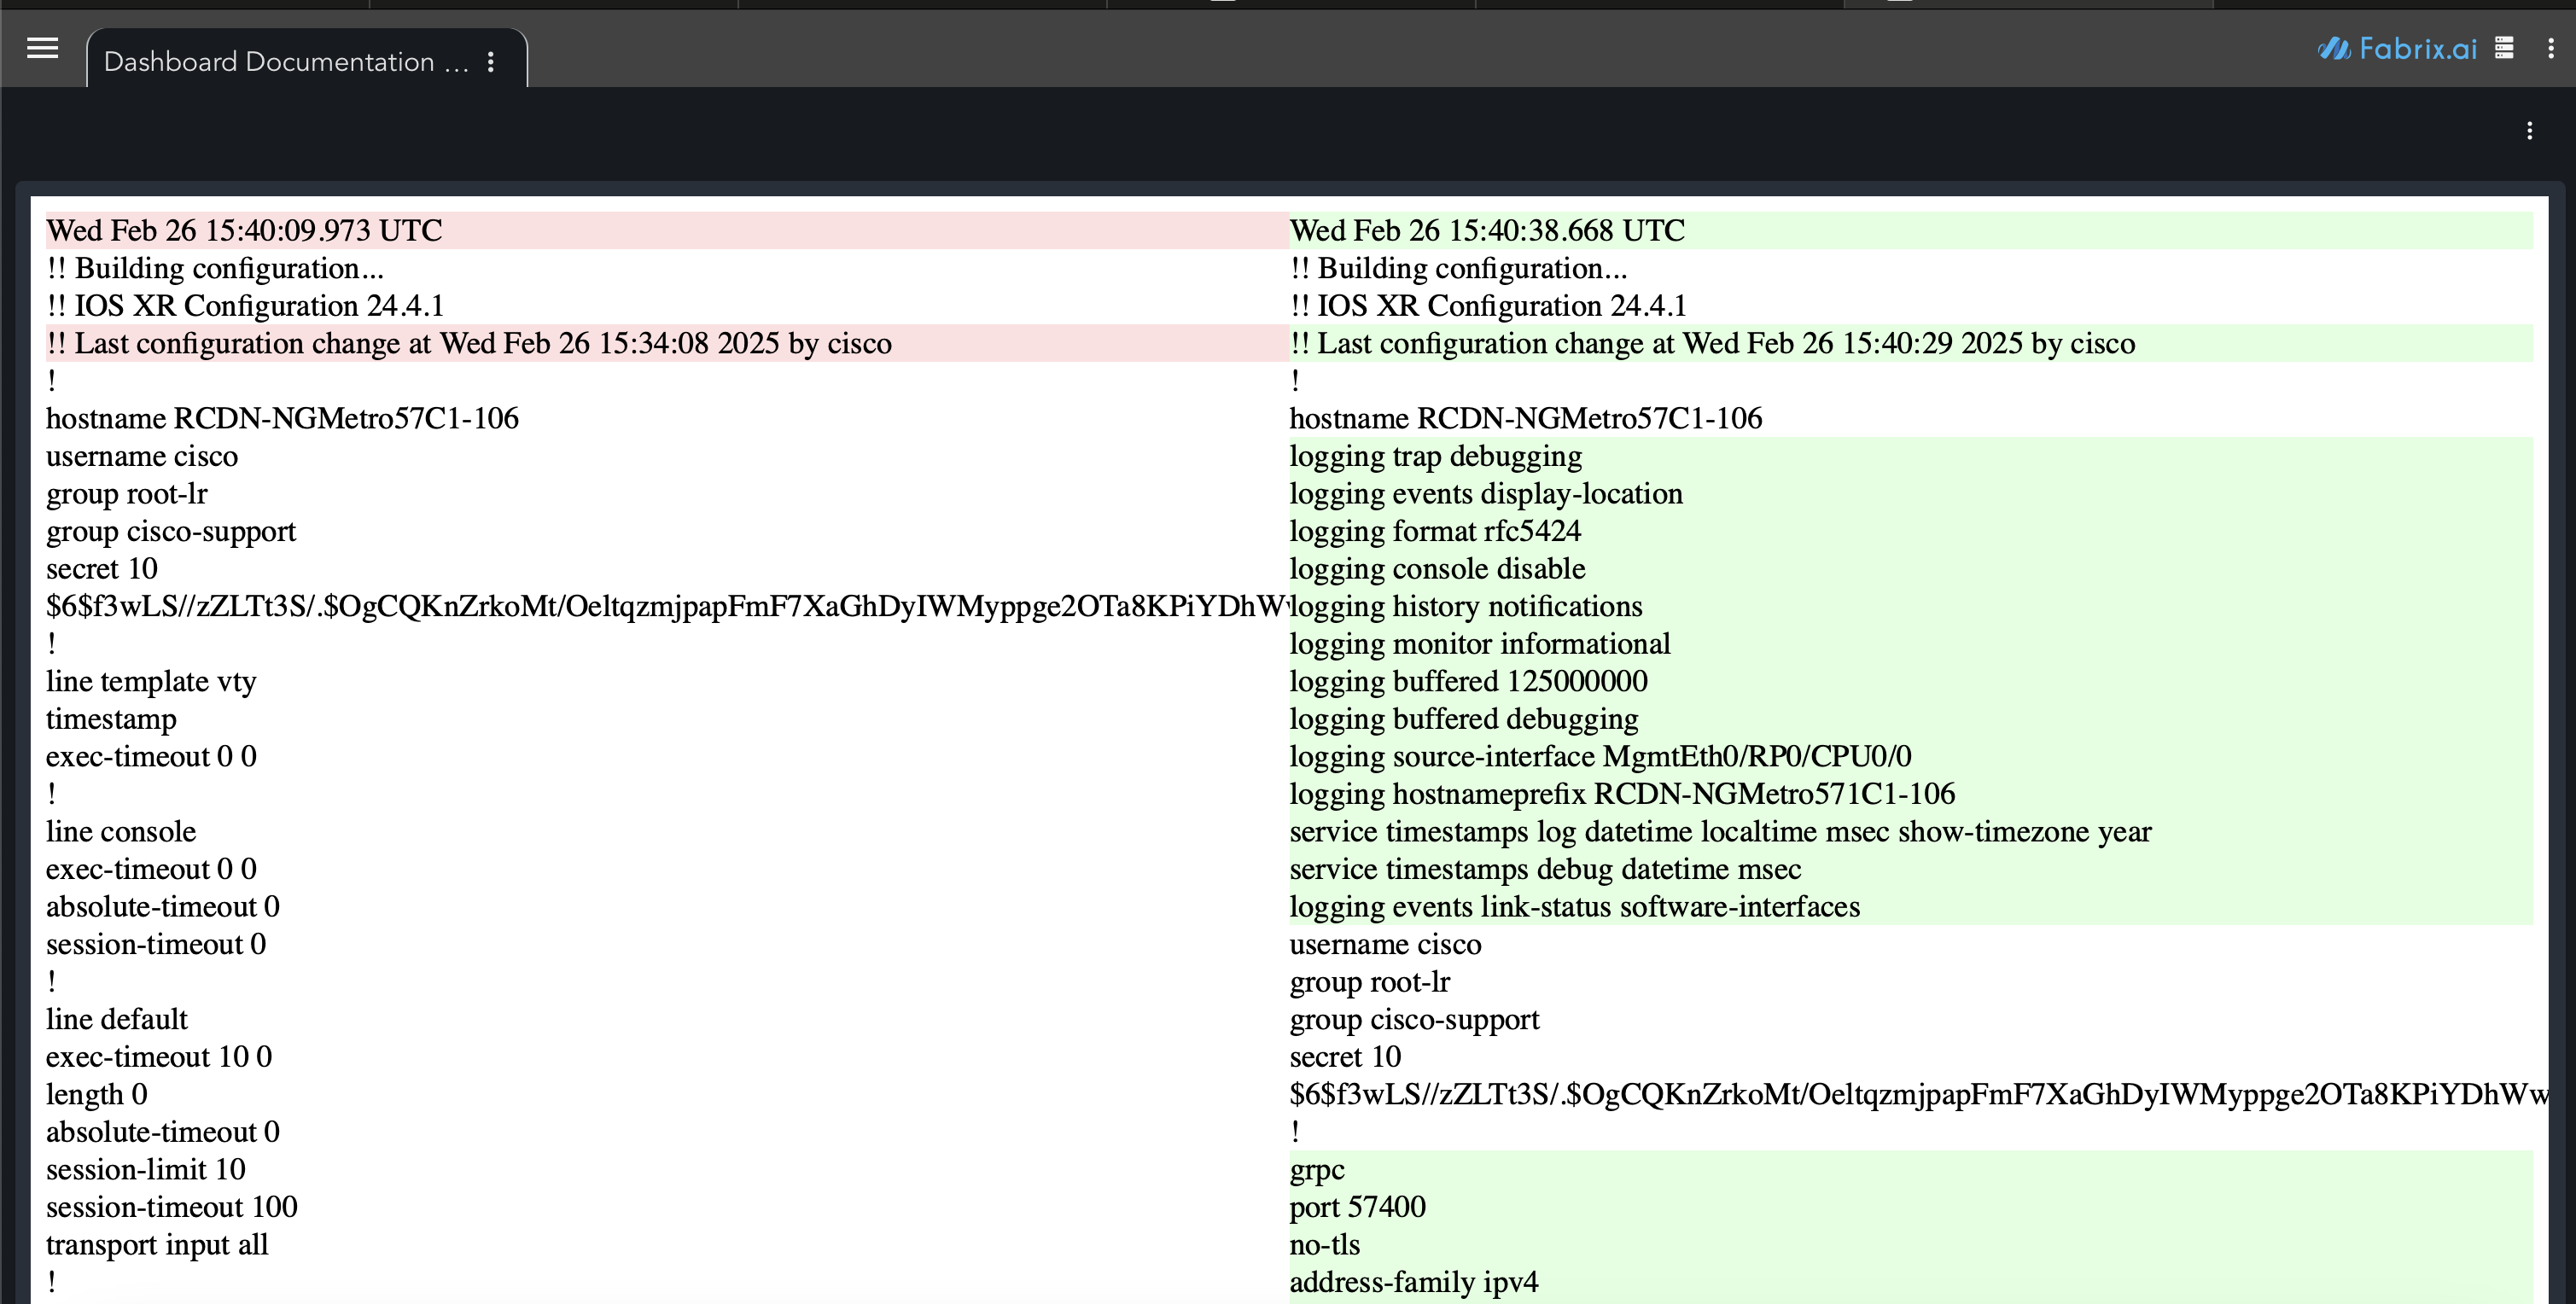 Dashboard Documentation ...
Fabrix.ai
Wed Feb 26 15:40:09.973 UTC
!! Building configuration...
!! IOS XR Configuration 24.4.1
!! Last configuration change at Wed Feb 26 15:34:08 2025 by cisco
!
hostname RCDN-NGMetro57C1-106
username cisco
group root-lr
group cisco-support
secret 10
$6$f3wLS//zZLTt3S/.$OgCQKnZrkoMt/OeltqzmjpapFmF7XaGhDyIWMyppge2OTa8KPiYDhW
!
line template vty
timestamp
exec-timeout 0 0
!
line console
exec-timeout 0 0
absolute-timeout 0
session-timeout 0
!
line default
exec-timeout 10 0
length 0
absolute-timeout 0
session-limit 10
session-timeout 100
transport input all
!
Wed Feb 26 15:40:38.668 UTC
!! Building configuration...
!! IOS XR Configuration 24.4.1
!! Last configuration change at Wed Feb 26 15:40:29 2025 by cisco
!
hostname RCDN-NGMetro57C1-106
logging trap debugging
logging events display-location
logging format rfc5424
logging console disable
logging history notifications
logging monitor informational
logging buffered 125000000
logging buffered debugging
logging source-interface MgmtEth0/RP0/CPU0/0
logging hostnameprefix RCDN-NGMetro571C1-106
service timestamps log datetime localtime msec show-timezone year
service timestamps debug datetime msec
logging events link-status software-interfaces
username cisco
group root-lr
group cisco-support
secret 10
$6$f3wLS//zZLTt3S/.$OgCQKnZrkoMt/OeltqzmjpapFmF7XaGhDyIWMyppge2OTa8KPiYDhWw
!
grpc
port 57400
no-tls
address-family ipv4